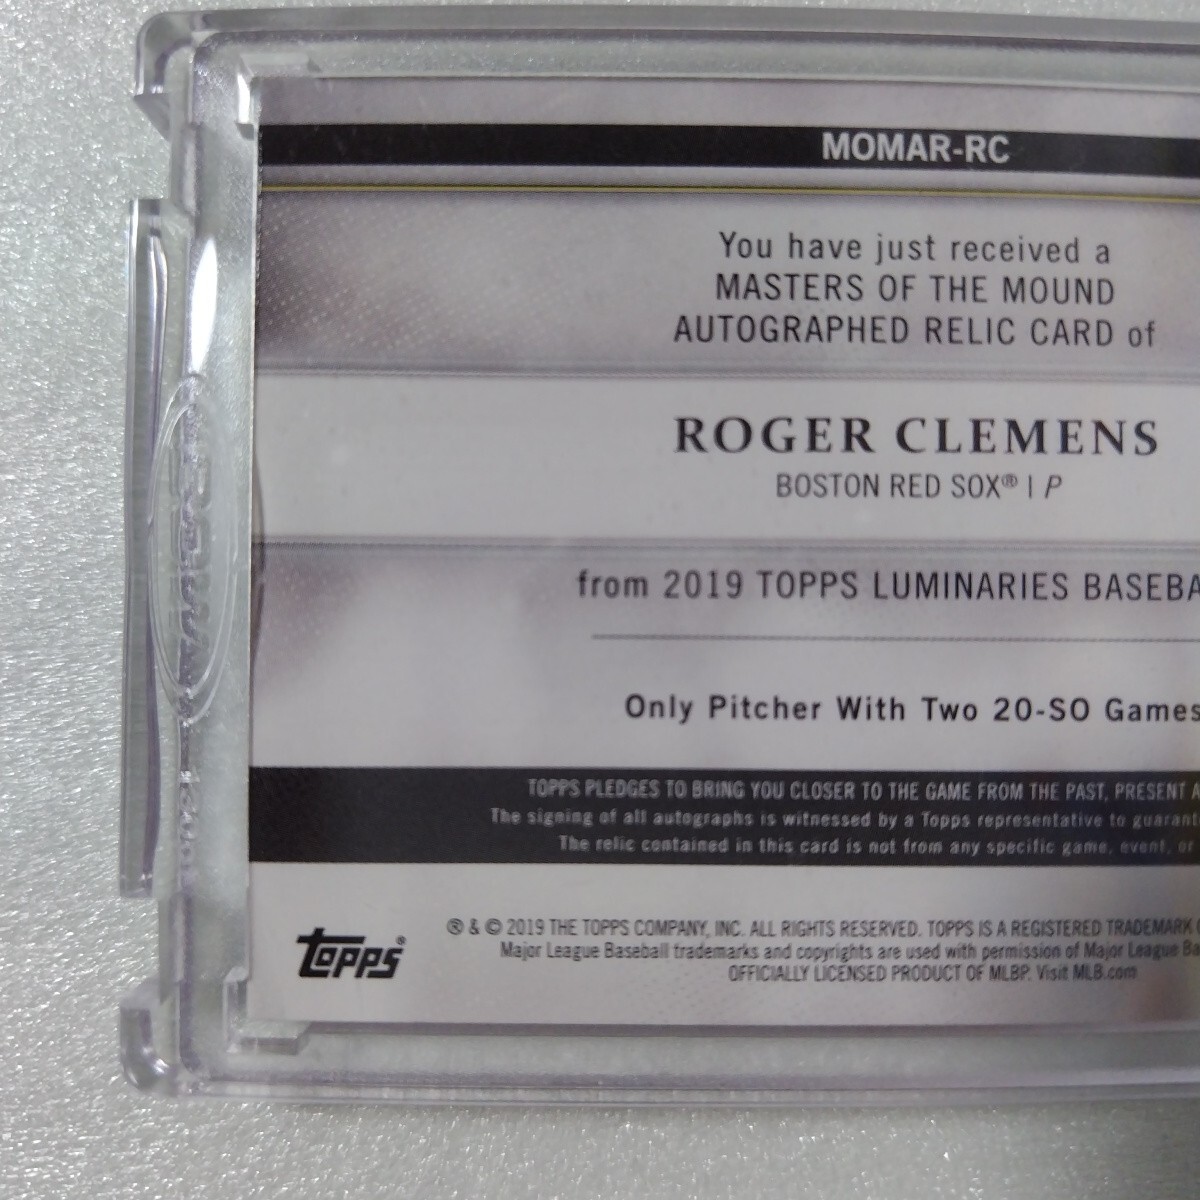 MOMAR-RC
You have just received a
MASTERS OF THE MOUND
AUTOGRAPHED RELIC CARD of
ROGER CLEMENS
BOSTON RED SOX® | P
from 2019 TOPPS LUMINARIES BASEBA
Only Pitcher With Two 20-SO Games
TOPPS PLEDGES TO BRING YOU CLOSER TO THE GAME FROM THE PAST, PRESENT A
The signing of all autographs is witnessed by a Topps representative to guarant
The relic contained in this card is not from any specific game, event, or
topps®
® & © 2019 THE TOPPS COMPANY, INC. ALL RIGHTS RESERVED. TOPPS IS A REGISTERED TRADEMARK
Major League Baseball trademarks and copyrights are used with permission of Major League Ba
OFFICIALLY LICENSED PRODUCT OF MLBP. Visit MLB.com